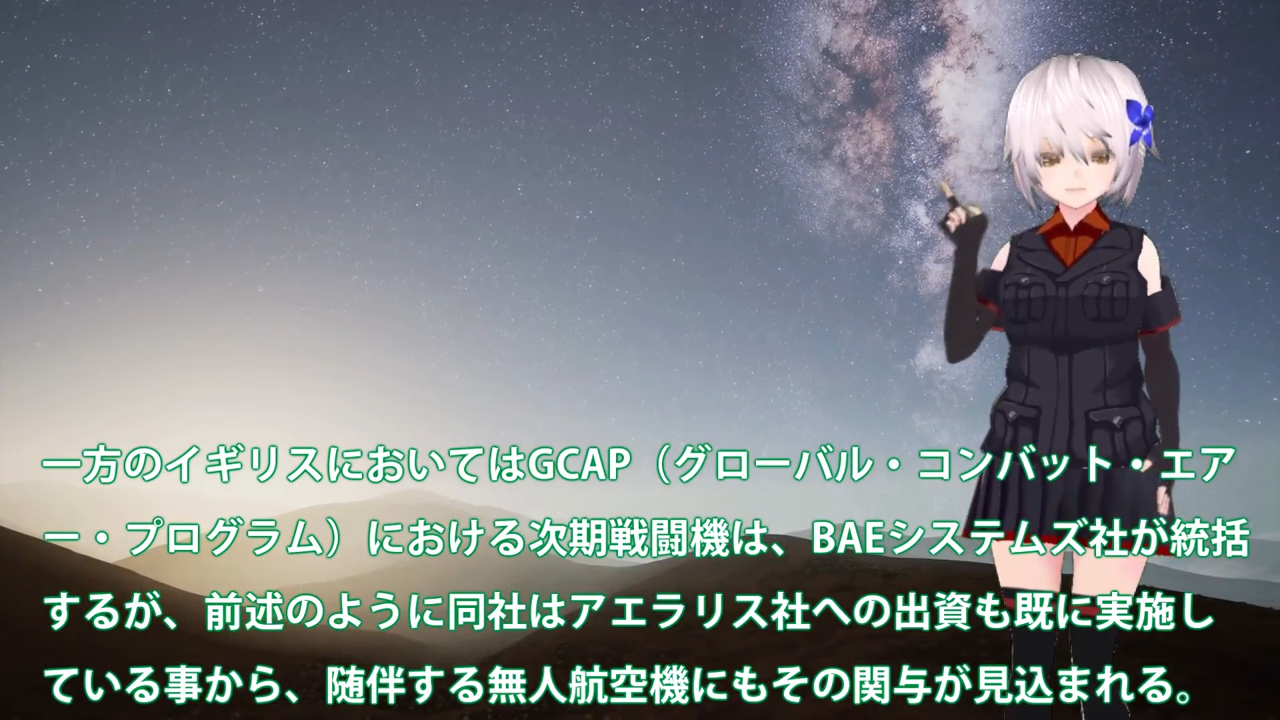 一方のイギリスにおいてはGCAP（グローバル・コンバット・エア
ー・プログラム）における次期戦闘機は、BAEシステムズ社が統括
するが、前述のように同社はアエラリス社への出資も既に実施し
ている事から、随伴する無人航空機にもその関与が見込まれる。